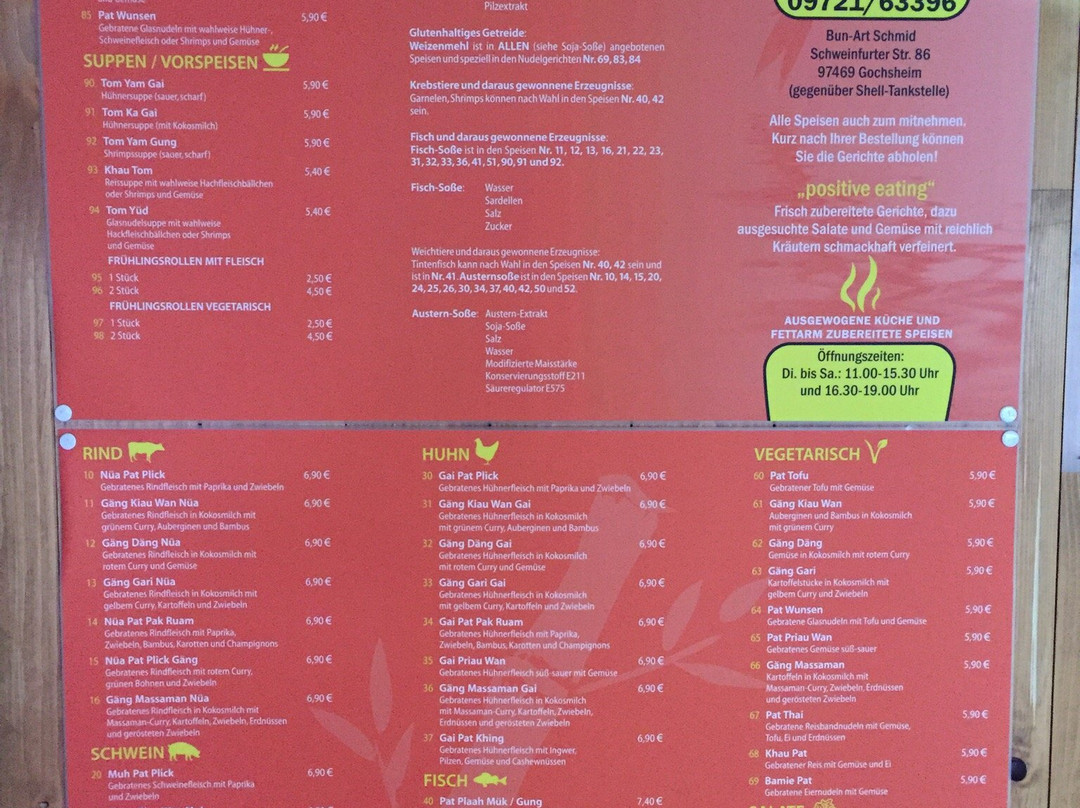 und Gemüse
85 Pat Wunsen 5,90 €
Gebratene Glasnudeln mit wahlweise Hühner-,
Schweinefleisch oder Shrimps und Gemüse
SUPPEN / VORSPEISEN
90 Tom Yam Gai 5,90 €
Hühnersuppe (sauer, scharf)
91 Tom Ka Gai 5,90 €
Hühnersuppe (mit Kokosmilch)
92 Tom Yam Gung 5,90 €
Shrimpssuppe (sauer, scharf)
93 Khau Tom 5,40 €
Reissuppe mit wahlweise Hachfleischbällchen
oder Shrimps und Gemüse
94 Tom Yüd 5,40 €
Glasnudelsuppe mit wahlweise
Hackfleischbällchen oder Shrimps
und Gemüse
FRÜHLINGSROLLEN MIT FLEISCH
95 1 Stück 2,50 €
96 2 Stück 4,50 €
FRÜHLINGSROLLEN VEGETARISCH
97 1 Stück 2,50 €
98 2 Stück 4,50 €
Pilzextrakt
Glutenhaltiges Getreide:
Weizenmehl ist in ALLEN (siehe Soja-Soße) angebotenen
Speisen und speziell in den Nudelgerichten Nr. 69, 83, 84
Krebstiere und daraus gewonnene Erzeugnisse:
Garnelen, Shrimps können nach Wahl in den Speisen Nr. 40, 42
sein.
Fisch und daraus gewonnene Erzeugnisse:
Fisch-Soße ist in den Speisen Nr. 11, 12, 13, 16, 21, 22, 23,
31, 32, 33, 36, 41, 51, 90, 91 und 92.
Fisch-Soße: Wasser
Sardellen
Salz
Zucker
Weichtiere und daraus gewonnene Erzeugnisse:
Tintenfisch kann nach Wahl in den Speisen Nr. 40, 42 sein und
ist in Nr. 41. Austernsoße ist in den Speisen Nr. 10, 14, 15, 20,
24, 25, 26, 30, 34, 37, 40, 42, 50 und 52.
Austern-Soße: Austern-Extrakt
Soja-Soße
Salz
Wasser
Modifizierte Maisstärke
Konservierungsstoff E211
Säureregulator E575
09721/63396
Bun-Art Schmid
Schweinfurter Str. 86
97469 Gochsheim
(gegenüber Shell-Tankstelle)
Alle Speisen auch zum mitnehmen.
Kurz nach Ihrer Bestellung können
Sie die Gerichte abholen!
„positive eating“
Frisch zubereitete Gerichte, dazu
ausgesuchte Salate und Gemüse mit reichlich
Kräutern schmackhaft verfeinert.
AUSGEWOGENE KÜCHE UND
FETTARM ZUBEREITETE SPEISEN
Öffnungszeiten:
Di. bis Sa.: 11.00-15.30 Uhr
und 16.30-19.00 Uhr
RIND
10 Nüa Pat Plick 6,90 €
Gebratenes Rindfleisch mit Paprika und Zwiebeln
11 Gäng Kiau Wan Nüa 6,90 €
Gebratenes Rindfleisch in Kokosmilch mit
grünem Curry, Auberginen und Bambus
12 Gäng Däng Nüa 6,90 €
Gebratenes Rindfleisch in Kokosmilch mit
rotem Curry und Gemüse
13 Gäng Gari Nüa 6,90 €
Gebratenes Rindfleisch in Kokosmilch mit
gelbem Curry, Kartoffeln und Zwiebeln
14 Nüa Pat Pak Ruam 6,90 €
Gebratenes Rindfleisch mit Paprika,
Zwiebeln, Bambus, Karotten und Champignons
15 Nüa Pat Plick Gäng 6,90 €
Gebratenes Rindfleisch mit rotem Curry,
grünen Bohnen und Zwiebeln
16 Gäng Massaman Nüa 6,90 €
Gebratenes Rindfleisch in Kokosmilch mit
Massaman-Curry, Kartoffeln, Zwiebeln, Erdnüssen
und gerösteten Zwiebeln
SCHWEIN
20 Muh Pat Plick 6,90 €
Gebratenes Schweinefleisch mit Paprika
und Zwiebeln
HUHN
30 Gai Pat Plick 6,90 €
Gebratenes Hühnerfleisch mit Paprika und Zwiebeln
31 Gäng Kiau Wan Gai 6,90 €
Gebratenes Hühnerfleisch in Kokosmilch
mit grünem Curry, Auberginen und Bambus
32 Gäng Däng Gai 6,90 €
Gebratenes Hühnerfleisch in Kokosmilch
mit rotem Curry und Gemüse
33 Gäng Gari Gai 6,90 €
Gebratenes Hühnerfleisch in Kokosmilch
mit gelbem Curry, Kartoffeln und Zwiebeln
34 Gai Pat Pak Ruam 6,90 €
Gebratenes Hühnerfleisch mit Paprika,
Zwiebeln, Bambus, Karotten und Champignons
35 Gai Priau Wan 6,90 €
Gebratenes Hühnerfleisch süß-sauer mit Gemüse
36 Gäng Massaman Gai 6,90 €
Gebratenes Hühnerfleisch in Kokosmilch
mit Massaman-Curry, Kartoffeln, Zwiebeln,
Erdnüssen und gerösteten Zwiebeln
37 Gai Pat Khing 6,90 €
Gebratenes Hühnerfleisch mit Ingwer,
Pilzen, Gemüse und Cashewnüssen
FISCH
40 Pat Plaah Mük / Gung 7,40 €
VEGETARISCH
60 Pat Tofu 5,90 €
Gebratener Tofu mit Gemüse
61 Gäng Kiau Wan 5,90 €
Auberginen und Bambus in Kokosmilch
mit grünem Curry
62 Gäng Däng 5,90 €
Gemüse in Kokosmilch mit rotem Curry
63 Gäng Gari 5,90 €
Kartoffelstücke in Kokosmilch mit
gelbem Curry und Zwiebeln
64 Pat Wunsen 5,90 €
Gebratene Glasnudeln mit Tofu und Gemüse
65 Pat Priau Wan 5,90 €
Gebratenes Gemüse süß-sauer
66 Gäng Massaman 5,90 €
Kartoffeln in Kokosmilch mit
Massaman-Curry, Zwiebeln, Erdnüssen
und gerösteten Zwiebeln
67 Pat Thai 5,90 €
Gebratene Reisbandnudeln mit Gemüse,
Tofu, Ei und Erdnüssen
68 Khau Pat 5,90 €
Gebratener Reis mit Gemüse und Ei
69 Bamie Pat 5,90 €
Gebratene Eiernudeln mit Gemüse